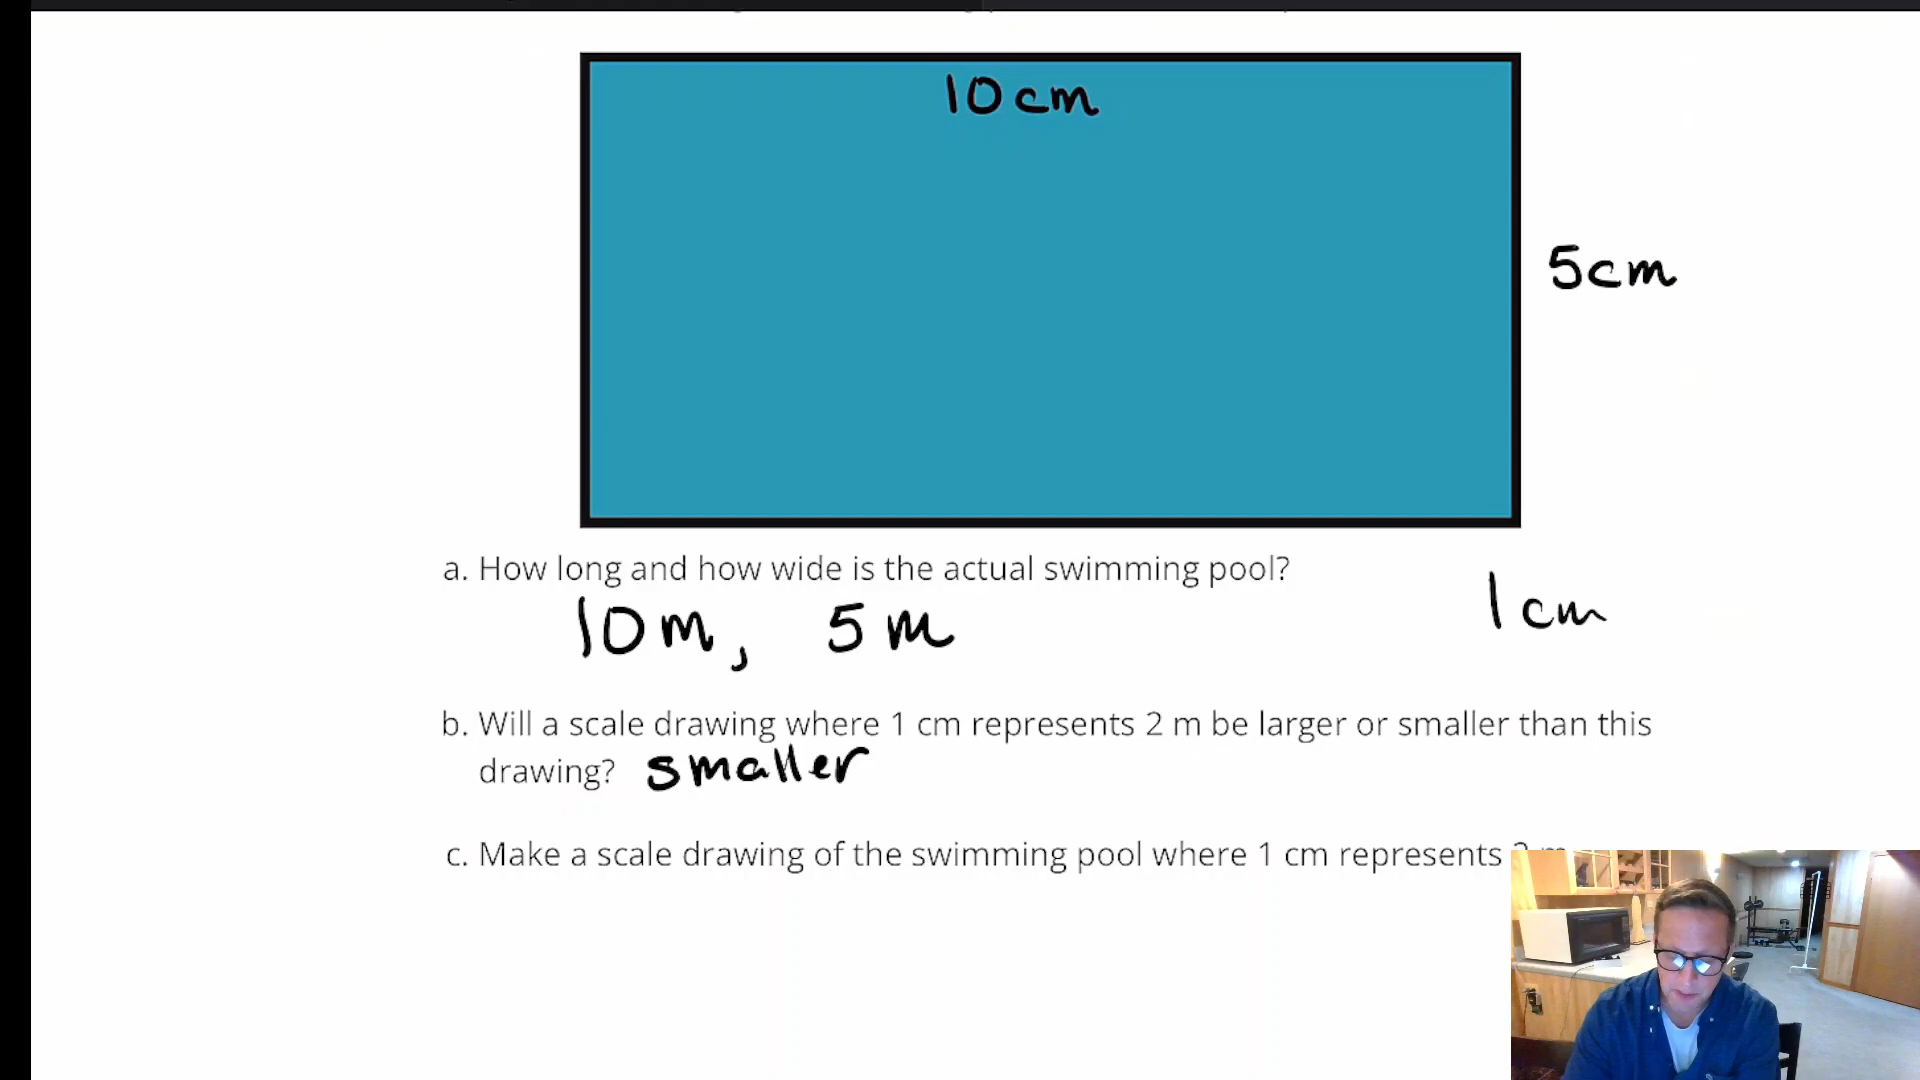 10 cm
5cm
a. How long and how wide is the actual swimming pool?
1 cm
10 m, 5 m
b. Will a scale drawing where 1 cm represents 2 m be larger or smaller than this
drawing? smaller
c. Make a scale drawing of the swimming pool where 1 cm represents